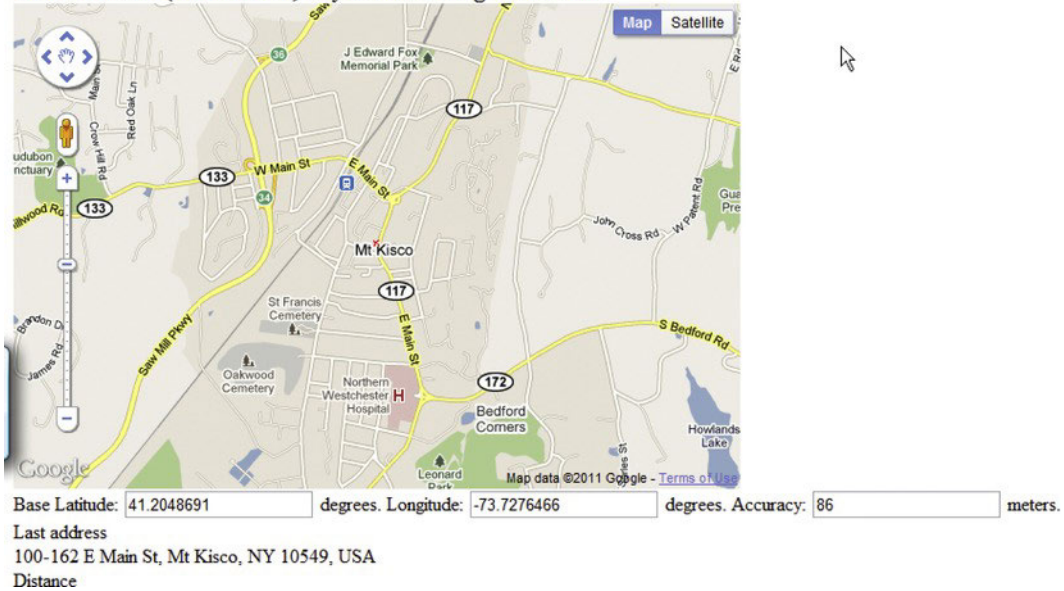 Map Satellite
Saw
36
J Edward Fox
Memorial Park
117
E Rd
Main St
Red Oak Ln
Crow Hill Rd
W Main St
E Main St
133
34
133
John Cross Rd
W Patent Rd
Mt Kisco
117
St Francis
Cemetery
E Main St
S Bedford Rd
James Rd
Saw Mill Pkwy
Oakwood
Cemetery
Northern
Westchester
Hospital
H
172
Bedford
Corners
Howlands
Lake
Leonard
Park
Google
Map data ©2011 Google - Terms of Use
Base Latitude: 41.2048691 degrees. Longitude: -73.7276466 degrees. Accuracy: 86 meters.
Last address
100-162 E Main St, Mt Kisco, NY 10549, USA
Distance